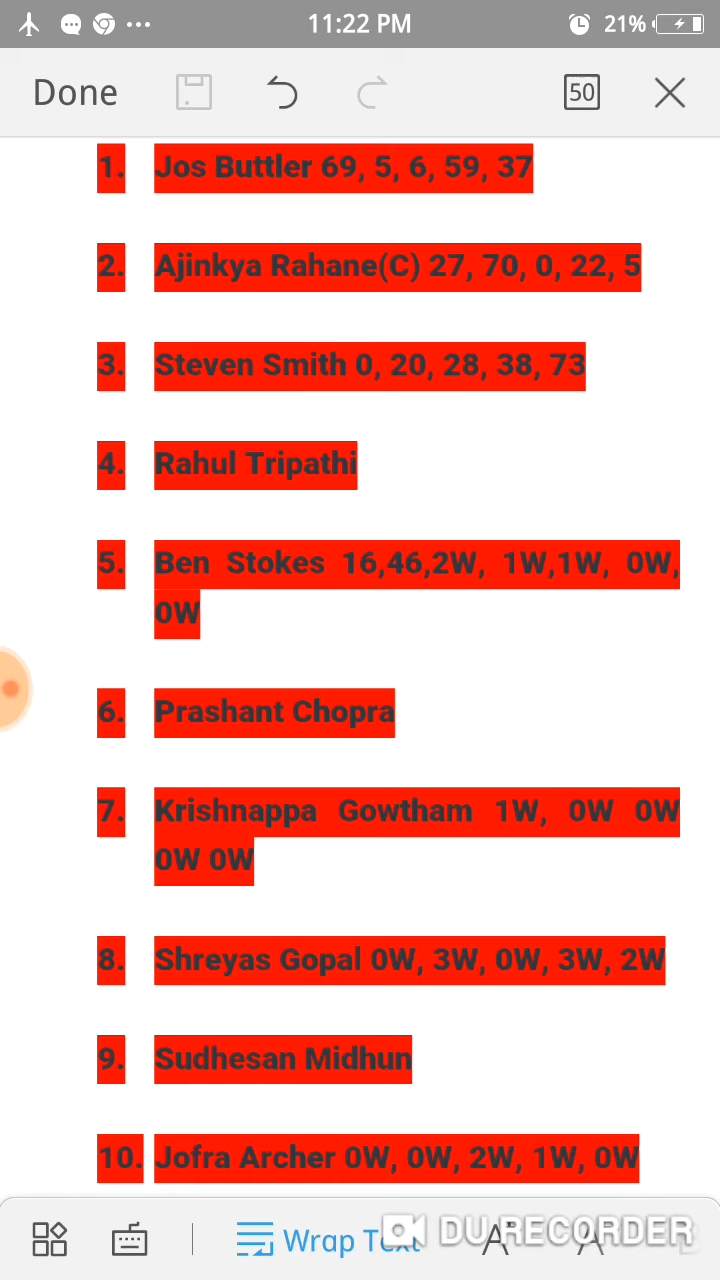 11:22 PM
21%
Done
50
1. Jos Buttler 69, 5, 6, 59, 37
2. Ajinkya Rahane(C) 27, 70, 0, 22, 5
3. Steven Smith 0, 20, 28, 38, 73
4. Rahul Tripathi
5. Ben Stokes 16,46,2W, 1W,1W, 0W,
0W
6. Prashant Chopra
7. Krishnappa Gowtham 1W, 0W 0W
0W 0W
8. Shreyas Gopal 0W, 3W, 0W, 3W, 2W
9. Sudhesan Midhun
10. Jofra Archer 0W, 0W, 2W, 1W, 0W
Wrap Text
DU RECORDER